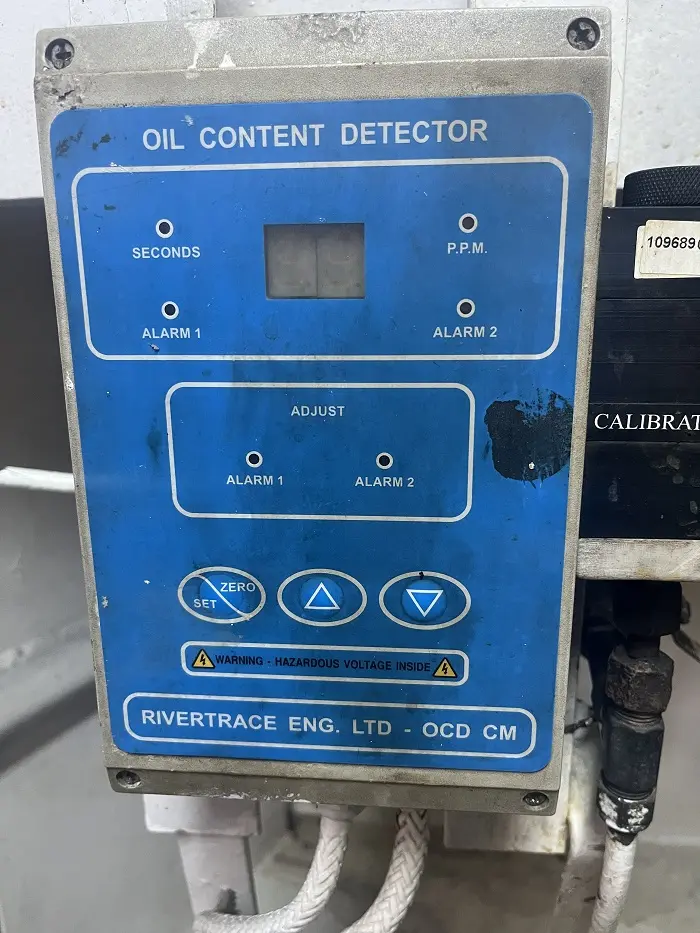 OIL CONTENT DETECTOR
SECONDS
P.P.M.
ALARM 1
ALARM 2
ADJUST
ALARM 1
ALARM 2
ZERO
SET
WARNING - HAZARDOUS VOLTAGE INSIDE
RIVERTRACE ENG. LTD - OCD CM
109689
CALIBRAT